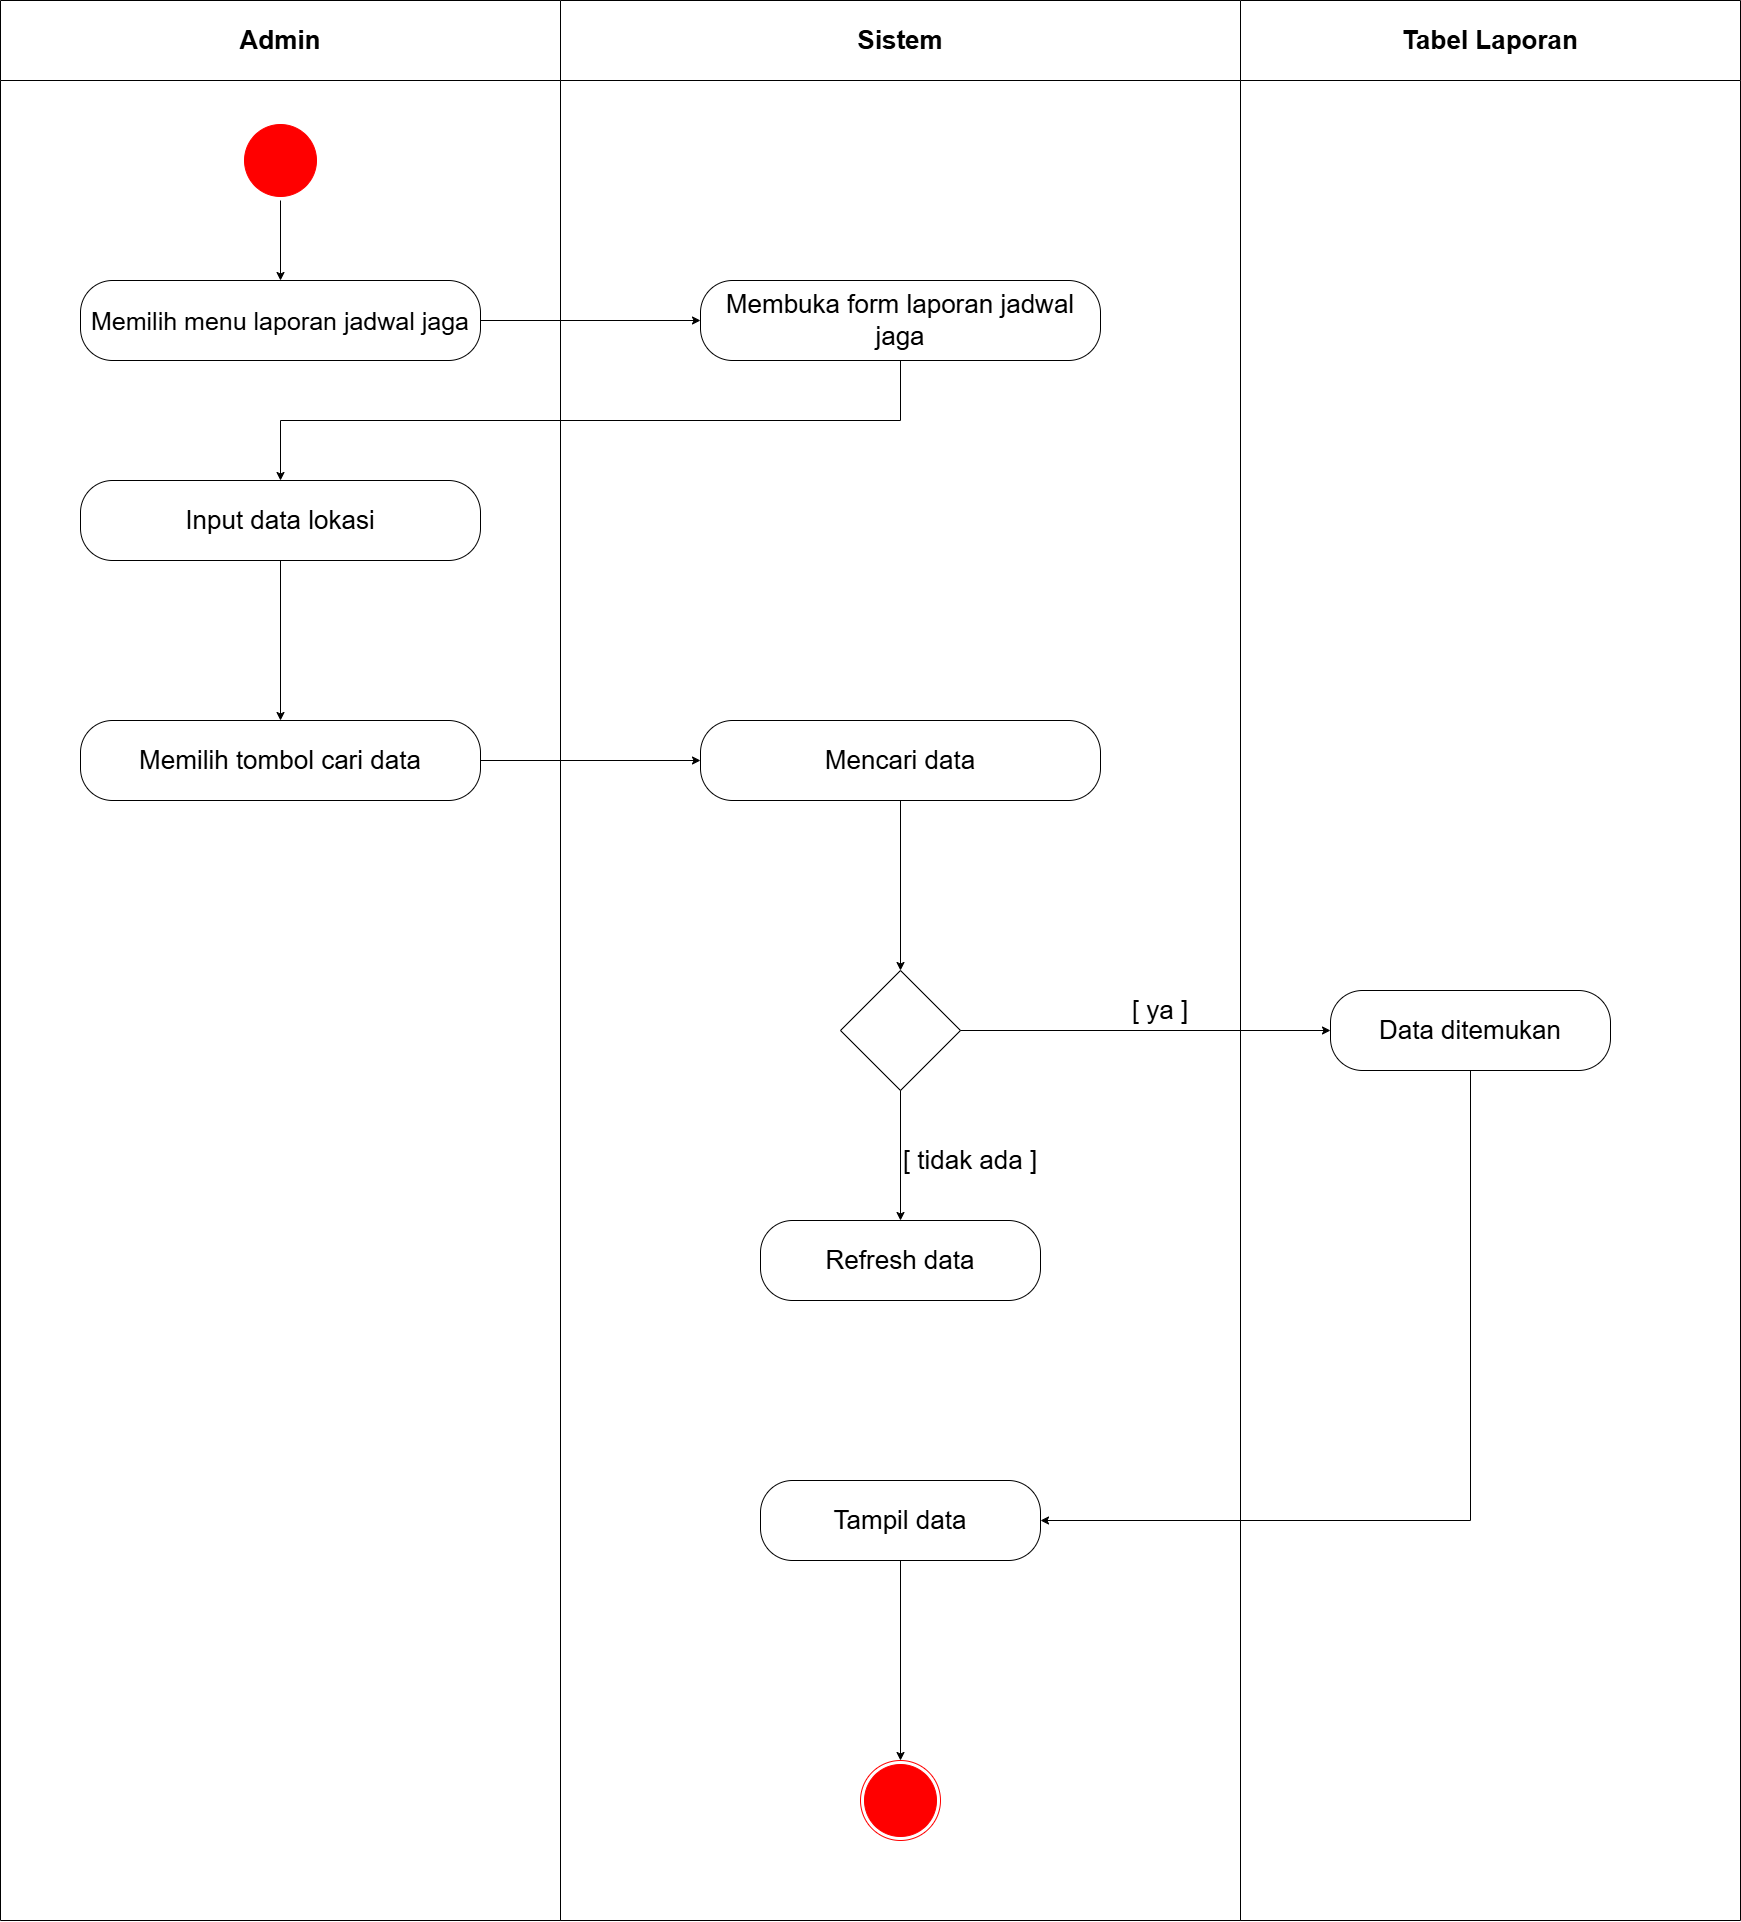 Admin
Sistem
Tabel Laporan
Memilih menu laporan jadwal jaga
Membuka form laporan jadwal
jaga
Input data lokasi
Memilih tombol cari data
Mencari data
[ ya ]
Data ditemukan
[ tidak ada ]
Refresh data
Tampil data